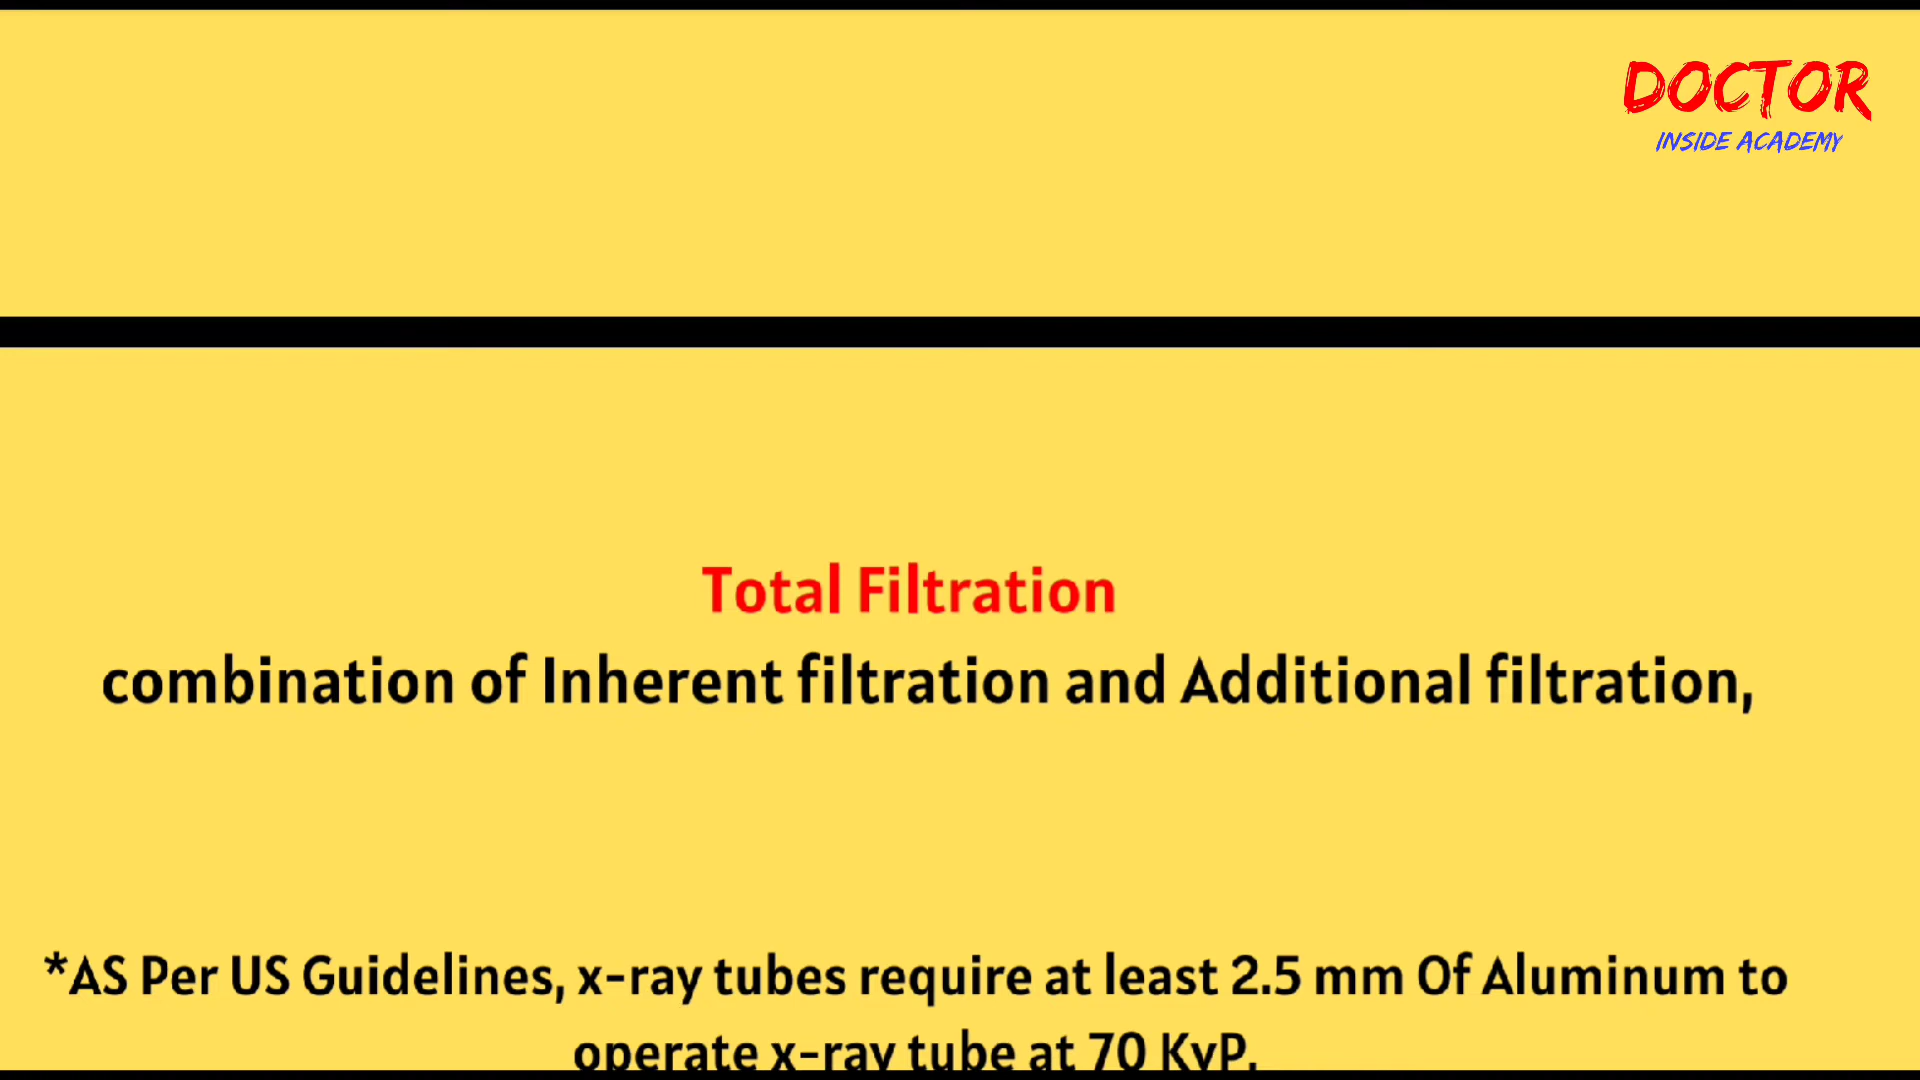 DOCTOR
INSIDE ACADEMY
Total Filtration
combination of Inherent filtration and Additional filtration,
*AS Per US Guidelines, x-ray tubes require at least 2.5 mm Of Aluminum to
operate x-ray tube at 70 KvP.